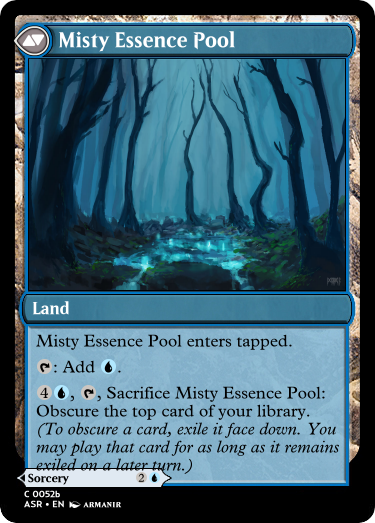 Misty Essence Pool
Land
Misty Essence Pool enters tapped.
: Add .
4 , , Sacrifice Misty Essence Pool:
Obscure the top card of your library.
(To obscure a card, exile it face down. You
may play that card for as long as it remains
exiled on a later turn.)
Sorcery 2
C 0052b
ASR • EN ARMANIR